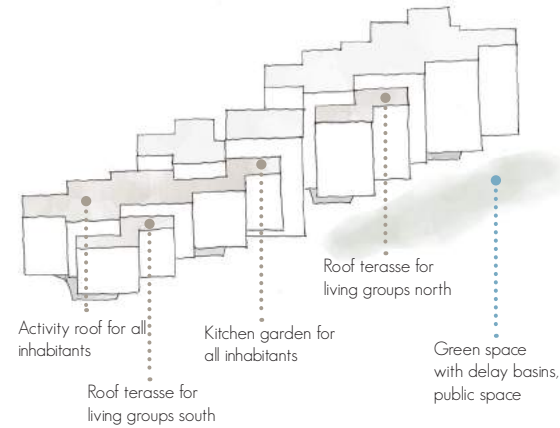 Activity roof for all
inhabitants
Roof terasse for
living groups south
Kitchen garden for
all inhabitants
Roof terasse for
living groups north
Green space
with delay basins,
public space